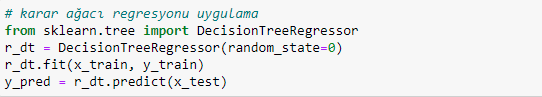 # karar ağacı regresyonu uygulama
from sklearn.tree import DecisionTreeRegressor
r_dt = DecisionTreeRegressor(random_state=0)
r_dt.fit(x_train, y_train)
y_pred = r_dt.predict(x_test)